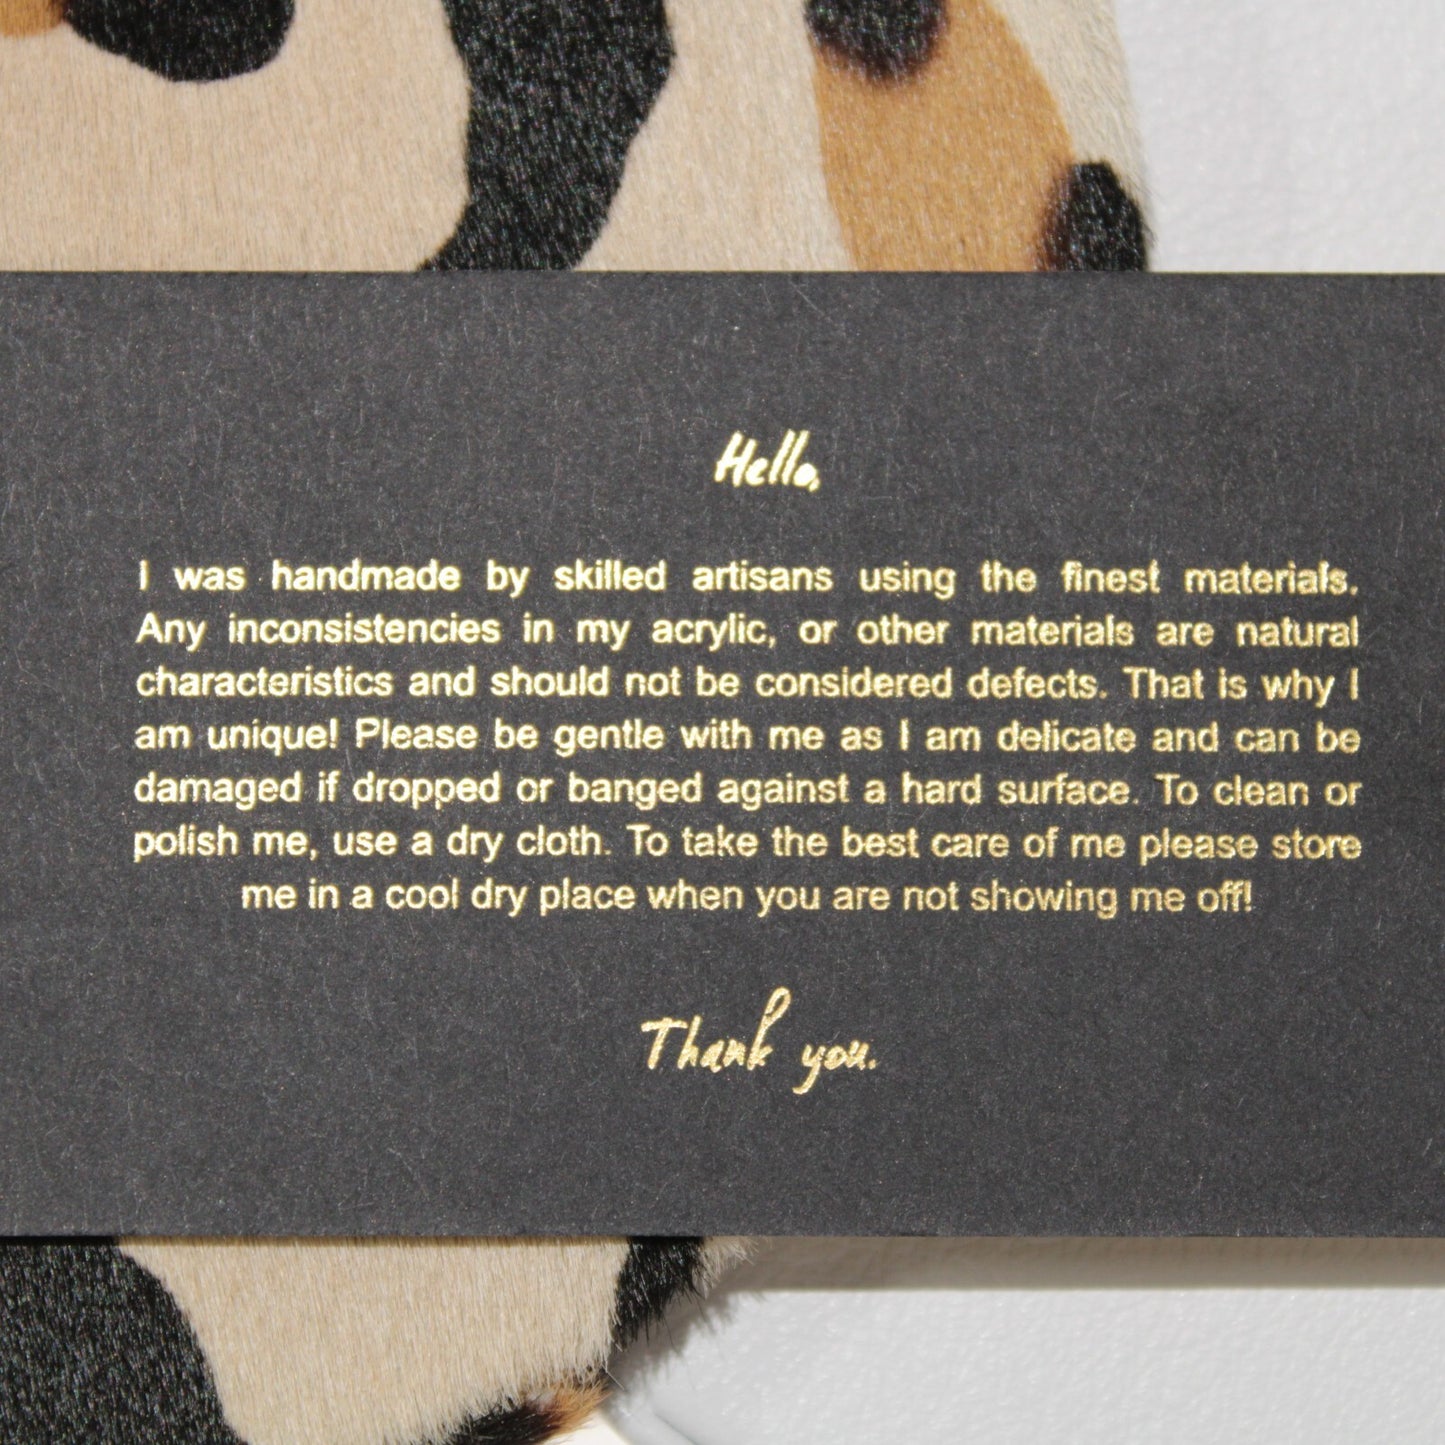 Hello,
I was handmade by skilled artisans using the finest materials.
Any inconsistencies in my acrylic, or other materials are natural
characteristics and should not be considered defects. That is why I
am unique! Please be gentle with me as I am delicate and can be
damaged if dropped or banged against a hard surface. To clean or
polish me, use a dry cloth. To take the best care of me please store
me in a cool dry place when you are not showing me off!
Thank you.